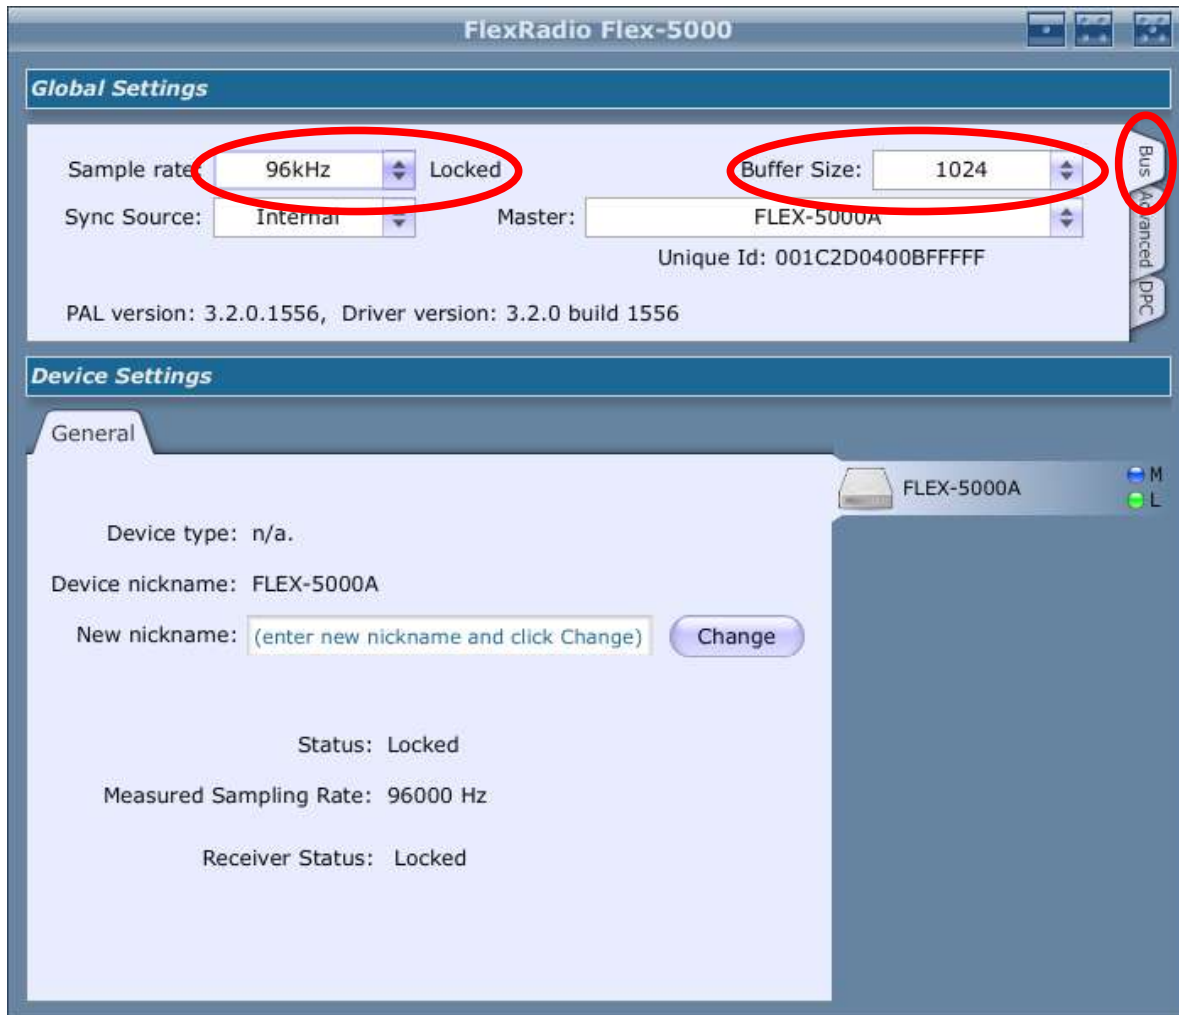 FlexRadio Flex-5000
Global Settings
Sample rate: 96kHz Locked Buffer Size: 1024
Sync Source: Internal Master: FLEX-5000A
Unique Id: 001C2D0400BFFFFF
PAL version: 3.2.0.1556, Driver version: 3.2.0 build 1556
Bus
Advanced
DPC
Device Settings
General
FLEX-5000A M
L
Device type: n/a.
Device nickname: FLEX-5000A
New nickname: (enter new nickname and click Change) Change
Status: Locked
Measured Sampling Rate: 96000 Hz
Receiver Status: Locked